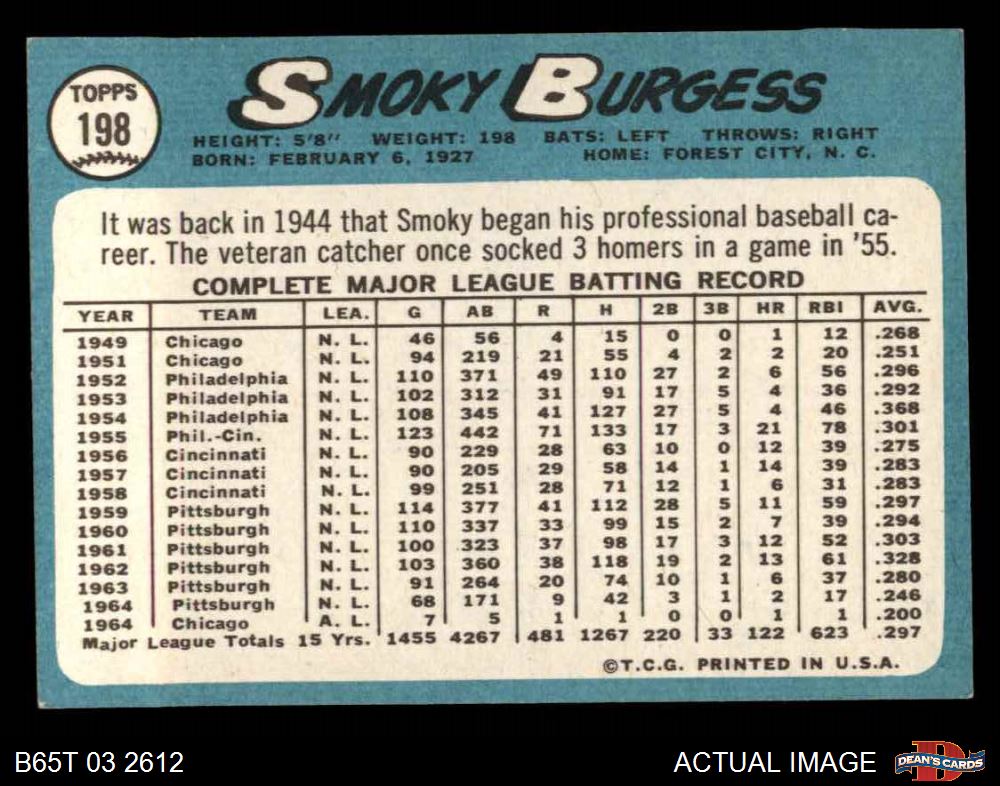 TOPPS
198
SMOKY BURGESS
HEIGHT: 5'8" WEIGHT: 198 BATS: LEFT THROWS: RIGHT
BORN: FEBRUARY 6, 1927 HOME: FOREST CITY, N. C.
It was back in 1944 that Smoky began his professional baseball ca-
reer. The veteran catcher once socked 3 homers in a game in '55.
COMPLETE MAJOR LEAGUE BATTING RECORD
YEAR TEAM LEA. G AB R H 2B 3B HR RBI AVG.
1949 Chicago N. L. 46 56 4 15 0 0 1 12 .268
1951 Chicago N. L. 94 219 21 55 4 2 2 20 .251
1952 Philadelphia N. L. 110 371 49 110 27 2 6 56 .296
1953 Philadelphia N. L. 102 312 31 91 17 5 4 36 .292
1954 Philadelphia N. L. 108 345 41 127 27 5 4 46 .368
1955 Phil.-Cin. N. L. 123 442 71 133 17 3 21 78 .301
1956 Cincinnati N. L. 90 229 28 63 10 0 12 39 .275
1957 Cincinnati N. L. 90 205 29 58 14 1 14 39 .283
1958 Cincinnati N. L. 99 251 28 71 12 1 6 31 .283
1959 Pittsburgh N. L. 114 377 41 112 28 5 11 59 .297
1960 Pittsburgh N. L. 110 337 33 99 15 2 7 39 .294
1961 Pittsburgh N. L. 100 323 37 98 17 3 12 52 .303
1962 Pittsburgh N. L. 103 360 38 118 19 2 13 61 .328
1963 Pittsburgh N. L. 91 264 20 74 10 1 6 37 .280
1964 Pittsburgh N. L. 68 171 9 42 3 1 2 17 .246
1964 Chicago A. L. 7 5 1 1 0 0 1 1 .200
Major League Totals 15 Yrs. 1455 4267 481 1267 220 33 122 623 .297
©T.C.G. PRINTED IN U.S.A.
B65T 03 2612 ACTUAL IMAGE DEAN'S CARDS